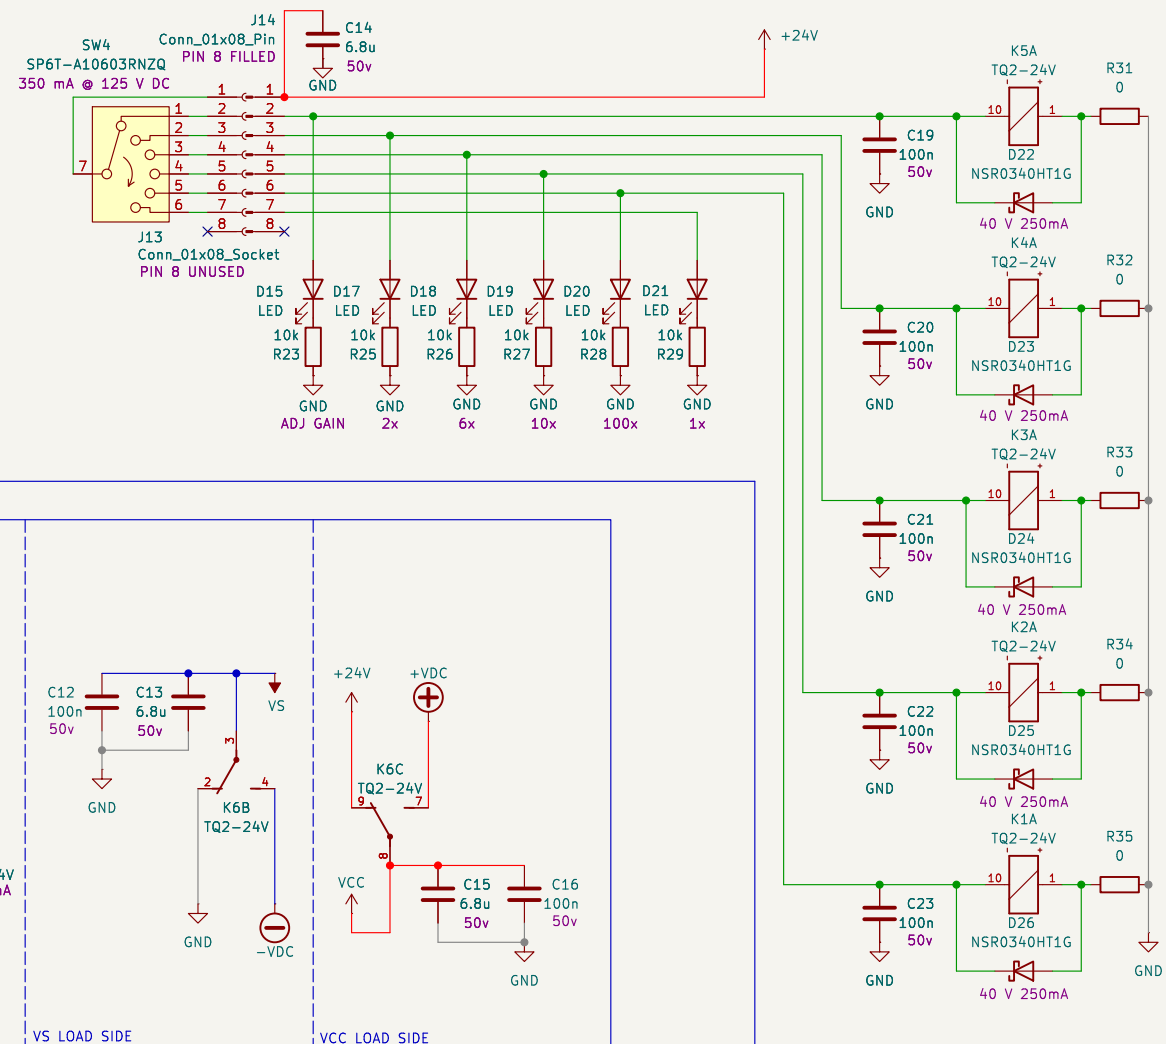 J14
Conn_01x08_Pin
PIN 8 FILLED
C14
6.8u
50v
GND
+24V
SW4
SP6T-A10603RNZQ
350 mA @ 125 V DC
7
1
2
3
4
5
6
1 1
2 2
3 3
4 4
5 5
6 6
7 7
8 8
J13
Conn_01x08_Socket
PIN 8 UNUSED
D15
LED
D17
LED
D18
LED
D19
LED
D20
LED
D21
LED
10k
R23
10k
R25
10k
R26
10k
R27
10k
R28
10k
R29
GND
GND
GND
GND
GND
GND
ADJ GAIN
2x
6x
10x
100x
1x
K5A
TQ2-24V
- +
10 1
R31
0
C19
100n
50v
GND
D22
NSR0340HT1G
40 V 250mA
K4A
TQ2-24V
- +
10 1
R32
0
C20
100n
50v
GND
D23
NSR0340HT1G
40 V 250mA
K3A
TQ2-24V
- +
10 1
R33
0
C21
100n
50v
GND
D24
NSR0340HT1G
40 V 250mA
K2A
TQ2-24V
- +
10 1
R34
0
C22
100n
50v
GND
D25
NSR0340HT1G
40 V 250mA
K1A
TQ2-24V
- +
10 1
R35
0
C23
100n
50v
GND
D26
NSR0340HT1G
40 V 250mA
GND
C12
100n
50v
C13
6.8u
50v
VS
GND
3
2 4
K6B
TQ2-24V
GND
-VDC
4V
mA
VS LOAD SIDE
+24V
+VDC
K6C
TQ2-24V
9 7
8
VCC
C15
6.8u
50v
C16
100n
50v
GND
VCC LOAD SIDE